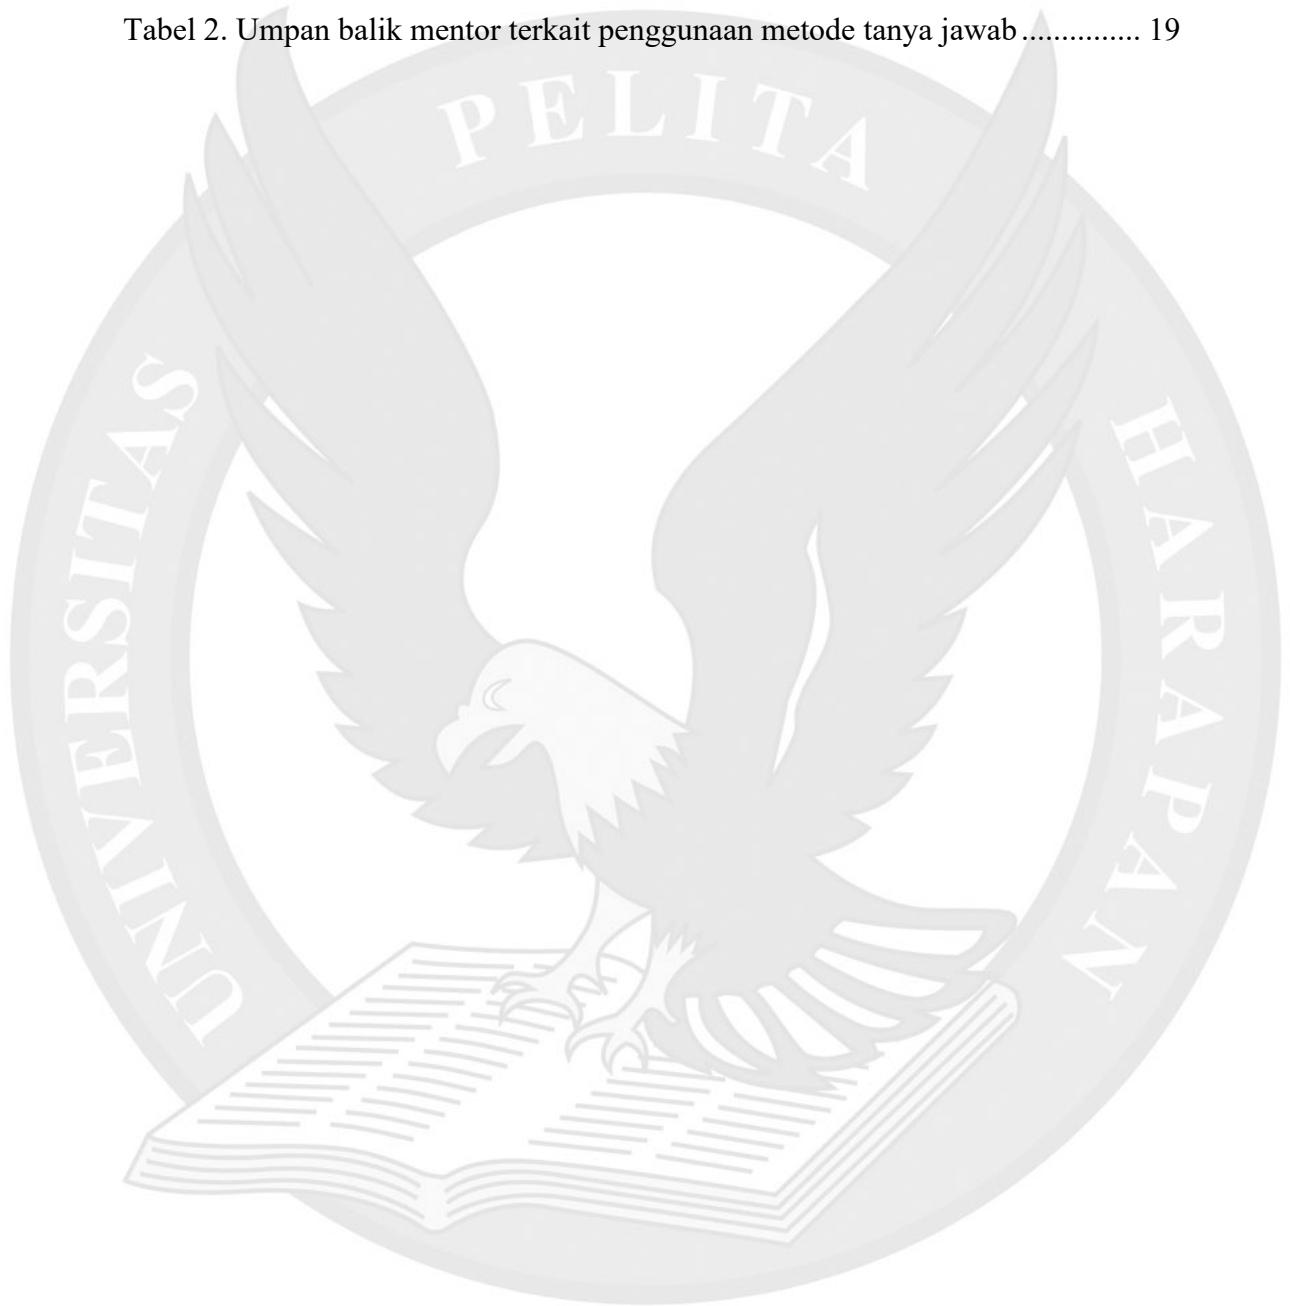 Tabel 2. Umpan balik mentor terkait penggunaan metode tanya jawab ............... 19
UNIVERSITAS PELITA HARAPAN